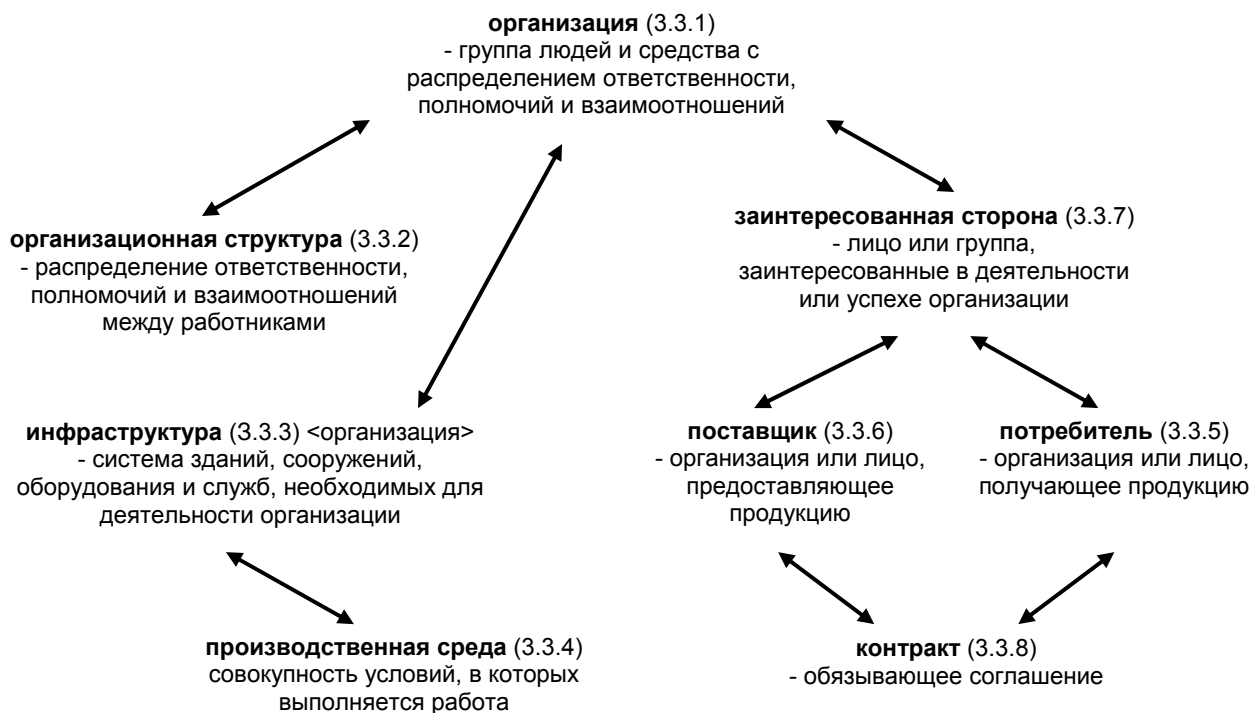 организация (3.3.1)
- группа людей и средства с
распределением ответственности,
полномочий и взаимоотношений
организационная структура (3.3.2)
- распределение ответственности,
полномочий и взаимоотношений
между работниками
заинтересованная сторона (3.3.7)
- лицо или группа,
заинтересованные в деятельности
или успехе организации
инфраструктура (3.3.3) <организация>
- система зданий, сооружений,
оборудования и служб, необходимых для
деятельности организации
поставщик (3.3.6)
- организация или лицо,
предоставляющее
продукцию
потребитель (3.3.5)
- организация или лицо,
получающее продукцию
производственная среда (3.3.4)
совокупность условий, в которых
выполняется работа
контракт (3.3.8)
- обязывающее соглашение